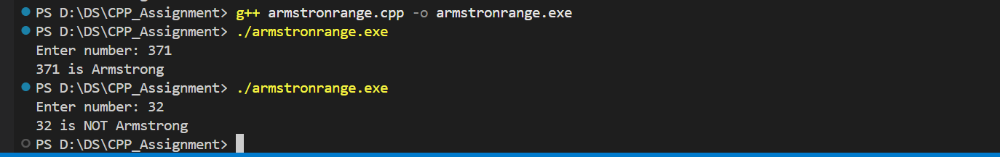 PS D:\DS\CPP_Assignment> g++ armstronrange.cpp -o armstronrange.exe
PS D:\DS\CPP_Assignment> ./armstronrange.exe
Enter number: 371
371 is Armstrong
PS D:\DS\CPP_Assignment> ./armstronrange.exe
Enter number: 32
32 is NOT Armstrong
PS D:\DS\CPP_Assignment>